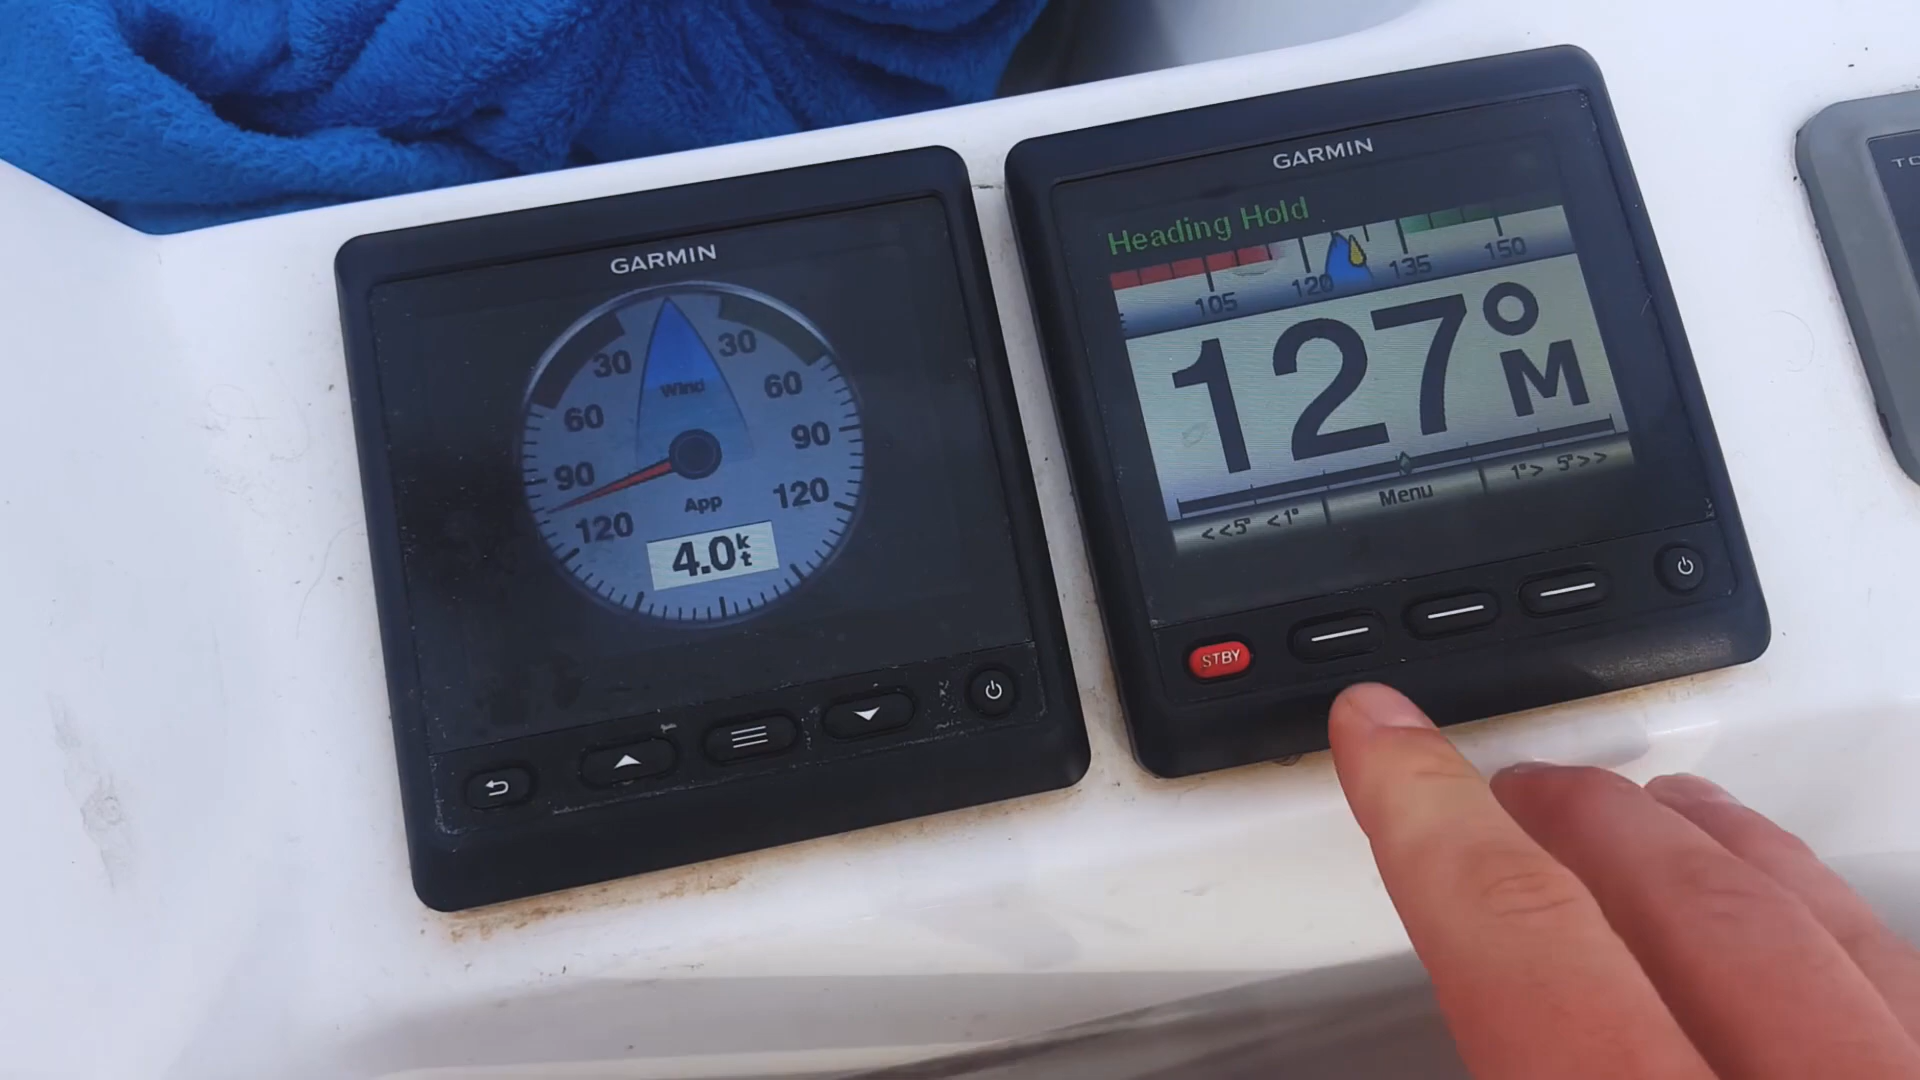 GARMIN
30 30
Wind
60 60
90 90
App
120 120
4.0kt
GARMIN
Heading Hold
105 120 135 150
127°
M
<<5° <1° Menu 1°> 5°>>
STBY